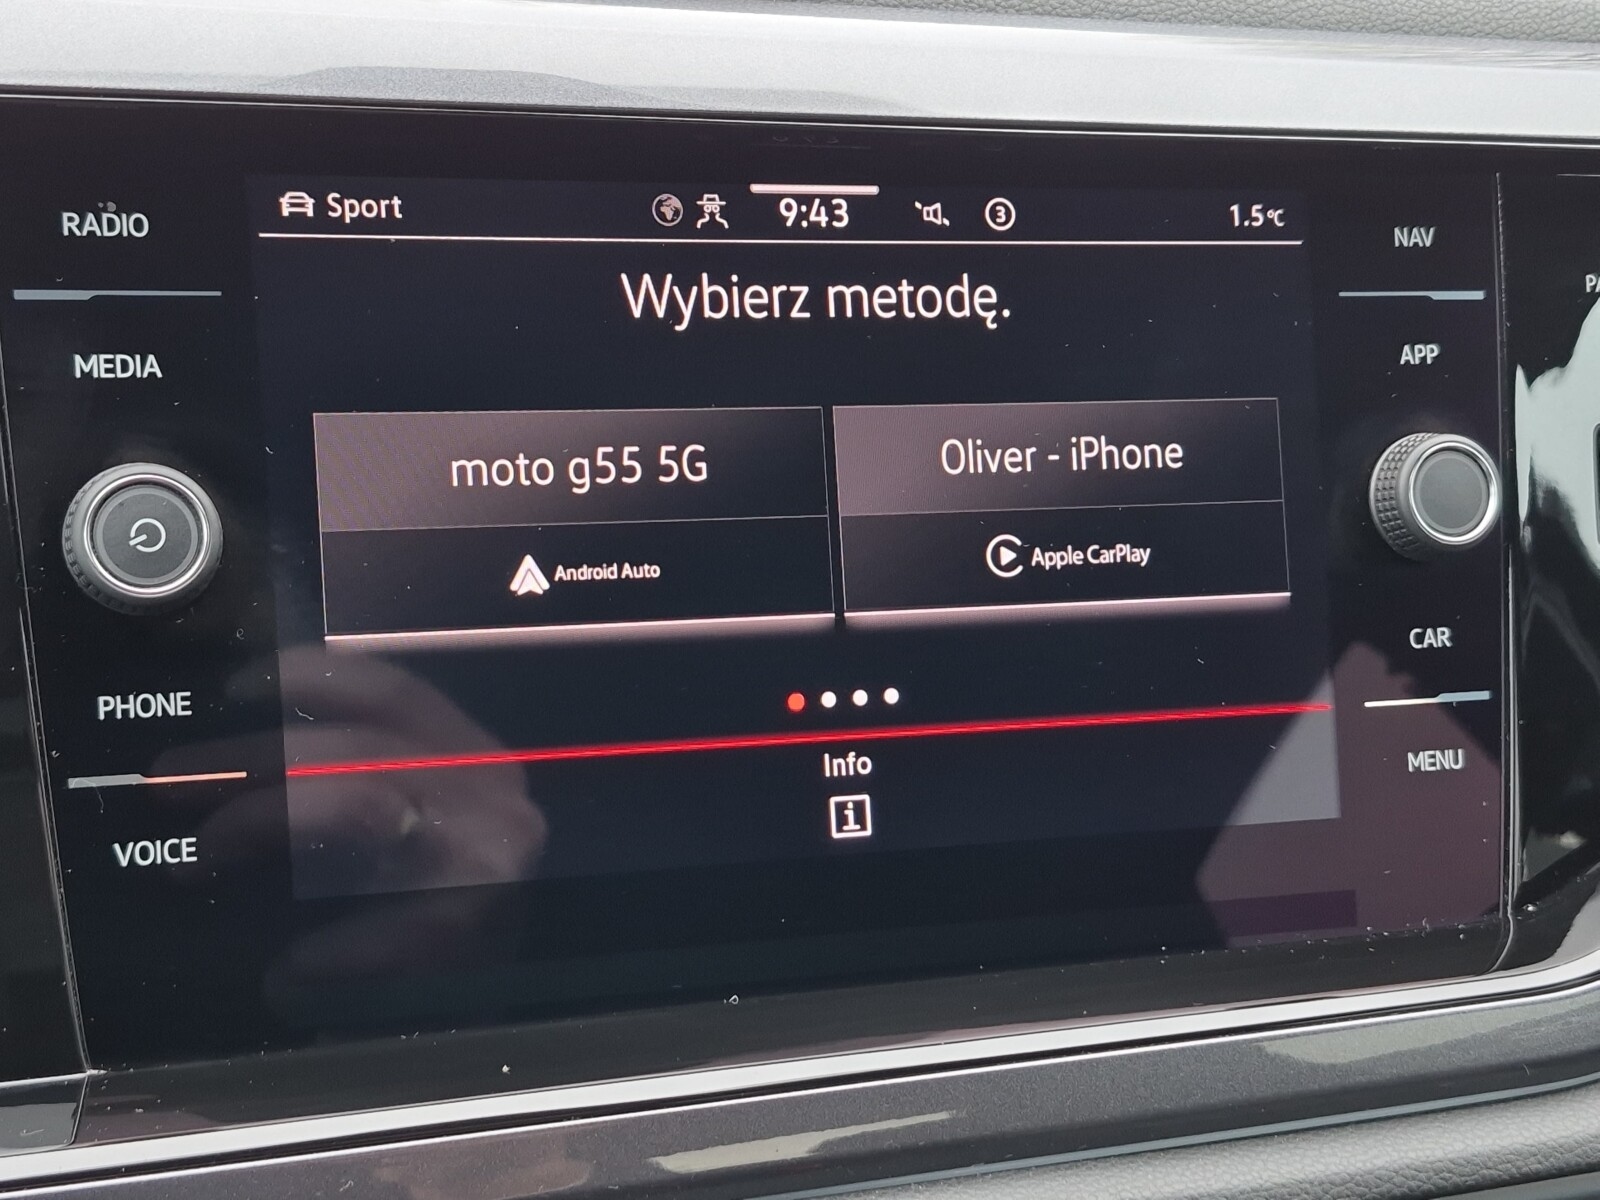 RADIO
MEDIA
PHONE
VOICE
Sport
9:43
3
1.5°C
Wybierz metodę.
moto g55 5G
Android Auto
Oliver - iPhone
Apple CarPlay
Info
i
NAV
APP
CAR
MENU